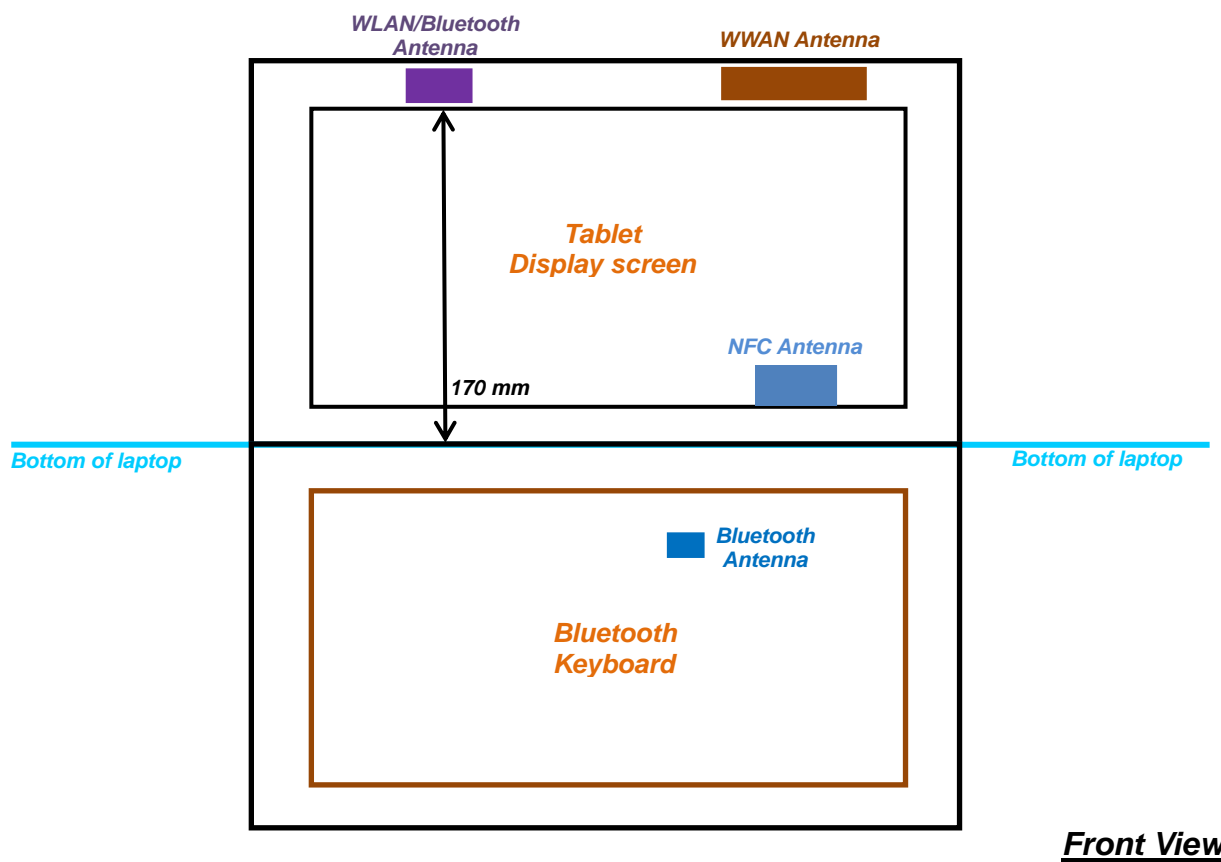 WLAN/Bluetooth
Antenna
WWAN Antenna
Tablet
Display screen
NFC Antenna
170 mm
Bottom of laptop
Bottom of laptop
Bluetooth
Antenna
Bluetooth
Keyboard
Front View